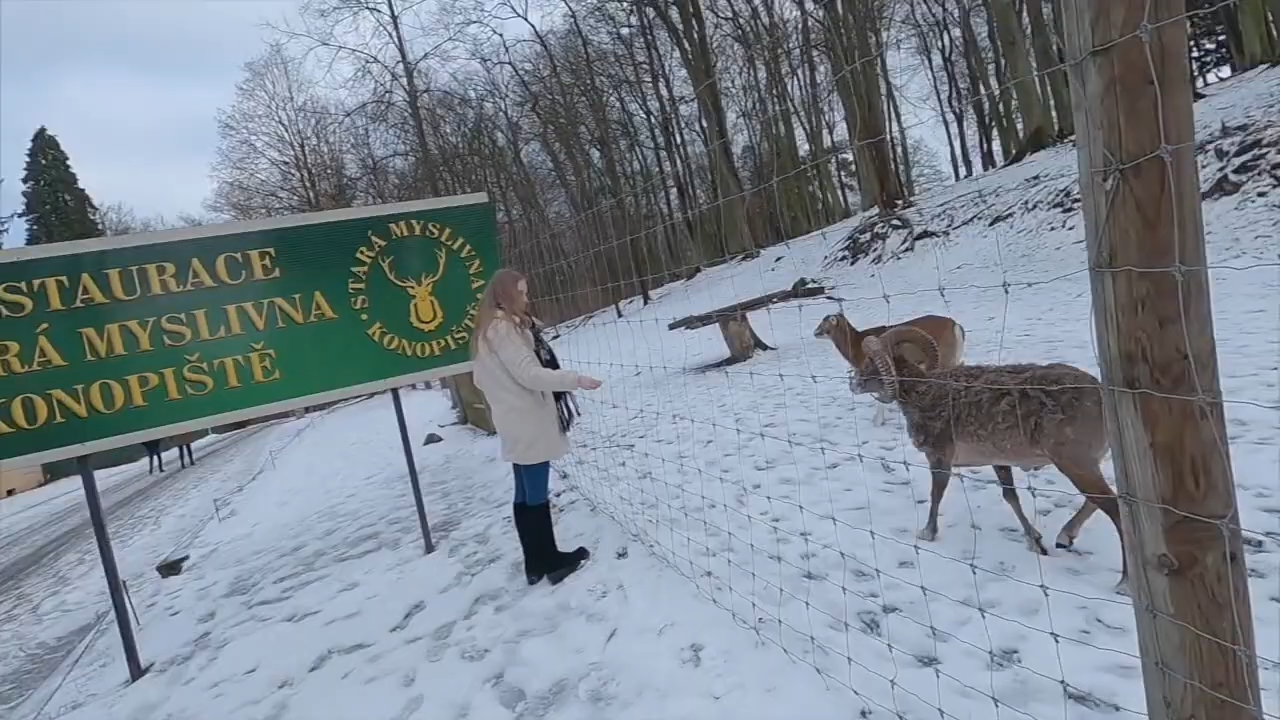 STAURACE
RÁ MYSLIVNA
KONOPIŠTĚ
STARÁ MYSLIVNA
KONOPIŠTĚ